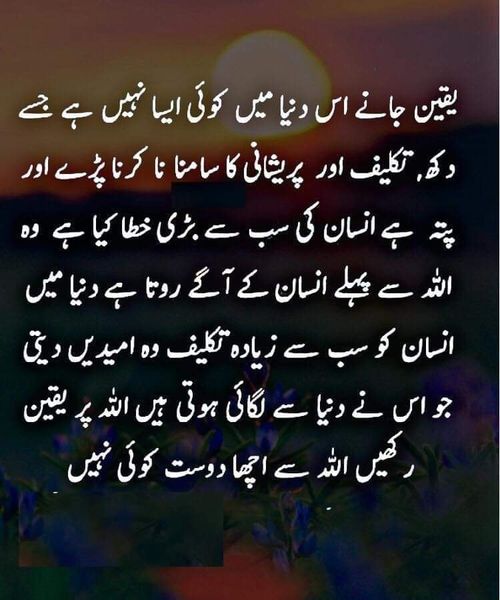 یقین جانے اس دنیا میں کوئی ایسا نہیں ہے جسے
دکھ, تکلیف اور پریشانی کا سامنا نا کرنا پڑے اور
پتہ ہے انسان کی سب سے بڑی خطا کیا ہے وہ
اللہ سے پہلے انسان کے آگے روتا ہے دنیا میں
انسان کو سب سے زیادہ تکلیف وہ امیدیں دیتی
جو اس نے دنیا سے لگائی ہوتی ہیں اللہ پر یقین
رکھیں اللہ سے اچھا دوست کوئی نہیں